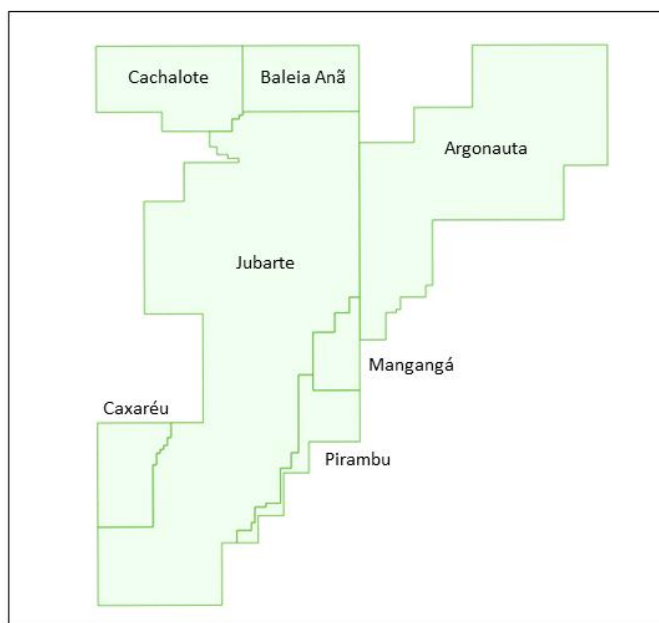 Cachalote
Baleia Anã
Argonauta
Jubarte
Mangangá
Caxaréu
Pirambu